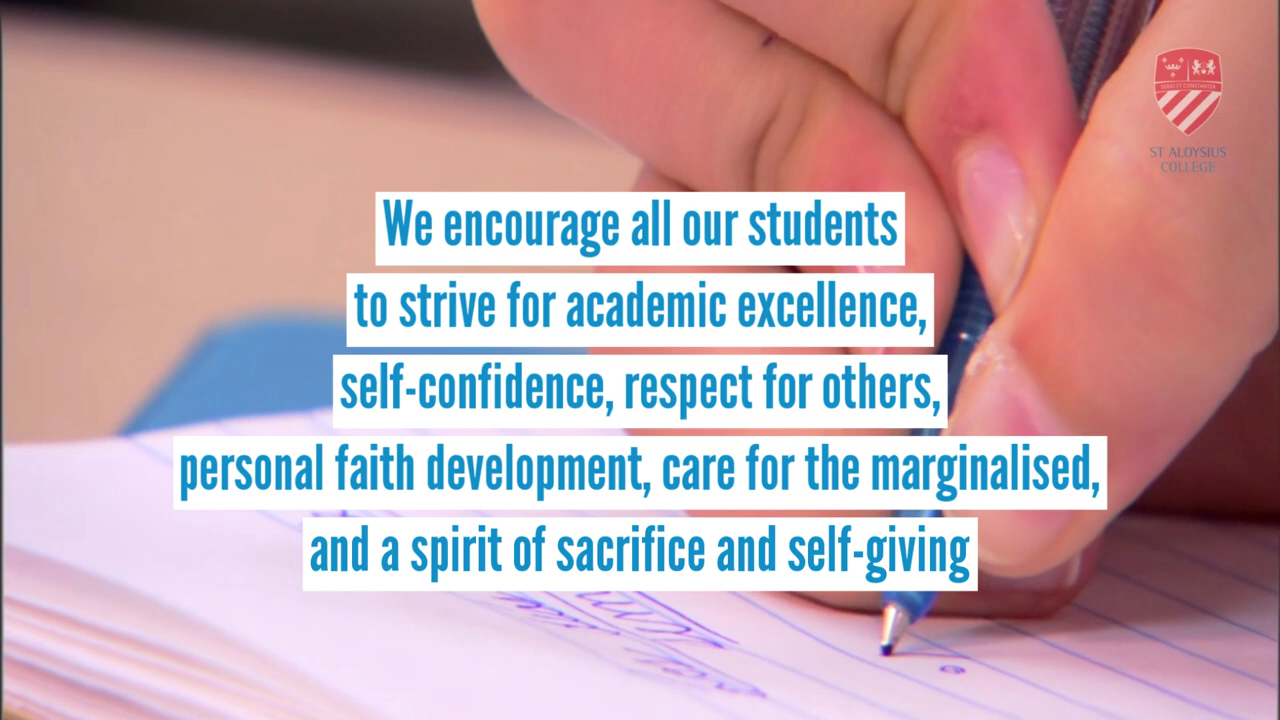 We encourage all our students
to strive for academic excellence,
self-confidence, respect for others,
personal faith development, care for the marginalised,
and a spirit of sacrifice and self-giving
ST ALOYSIUS
COLLEGE